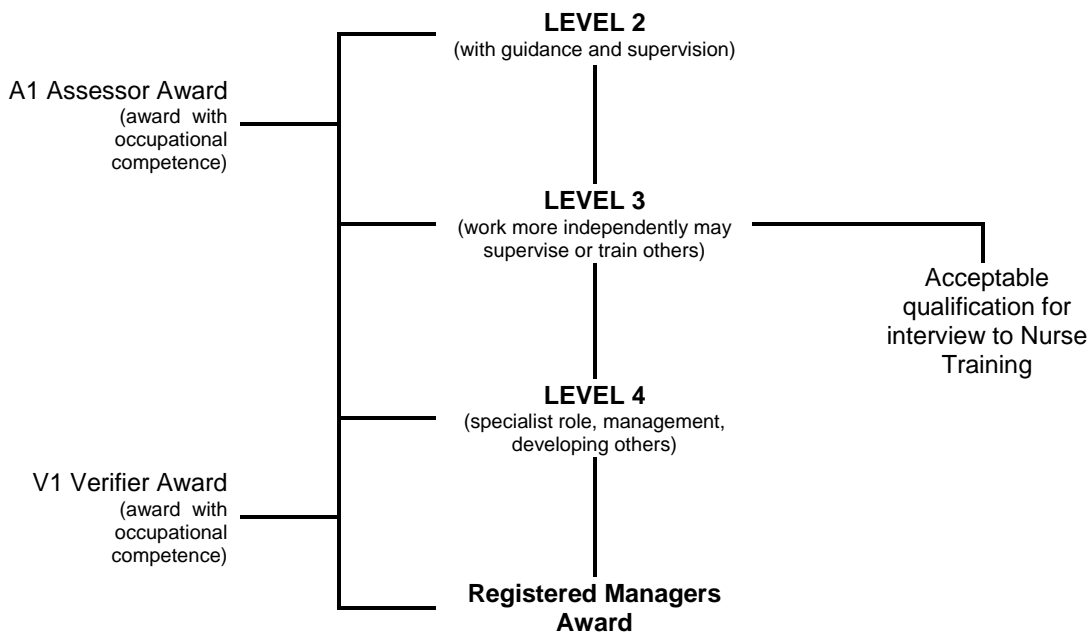 LEVEL 2
(with guidance and supervision)
A1 Assessor Award
(award with
occupational
competence)
LEVEL 3
(work more independently may
supervise or train others)
Acceptable
qualification for
interview to Nurse
Training
LEVEL 4
(specialist role, management,
developing others)
V1 Verifier Award
(award with
occupational
competence)
Registered Managers
Award